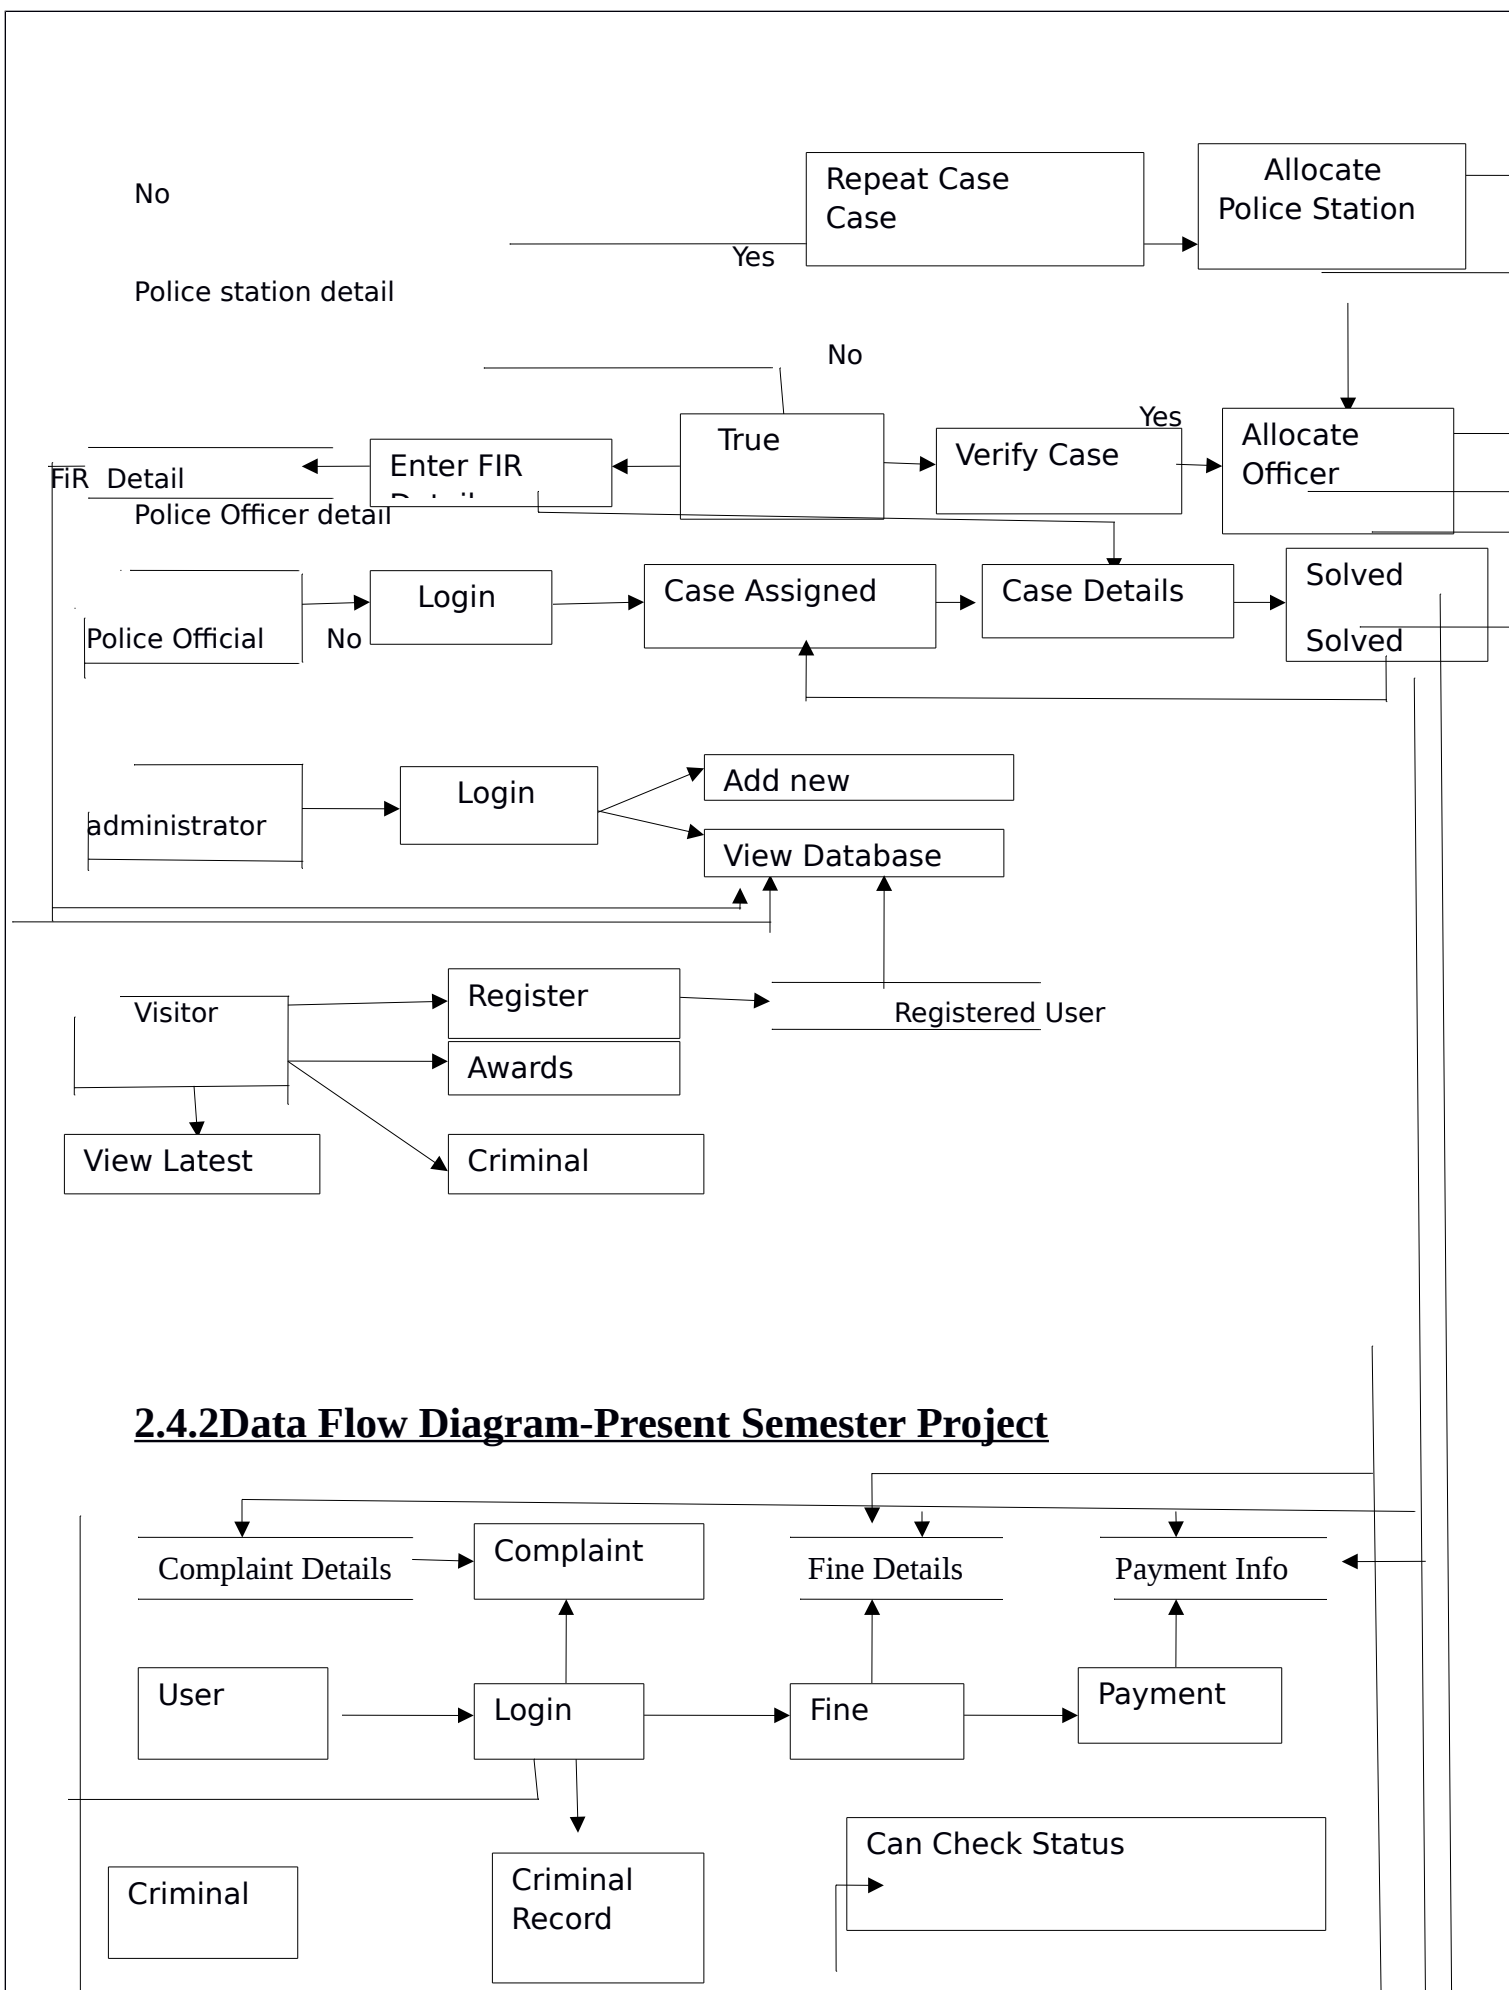 Repeat Case
Case
Allocate
Police Station
No
Yes
Police station detail
No
Yes
True
Verify Case
Allocate
Officer
Enter FIR
FiR Detail
Police Officer detail
Login
Case Assigned
Case Details
Solved
Solved
Police Official
No
Login
Add new
administrator
View Database
Register
Visitor
Registered User
Awards
View Latest
Criminal
2.4.2Data Flow Diagram-Present Semester Project
Complaint Details
Complaint
Fine Details
Payment Info
User
Login
Fine
Payment
Can Check Status
Criminal
Criminal
Record